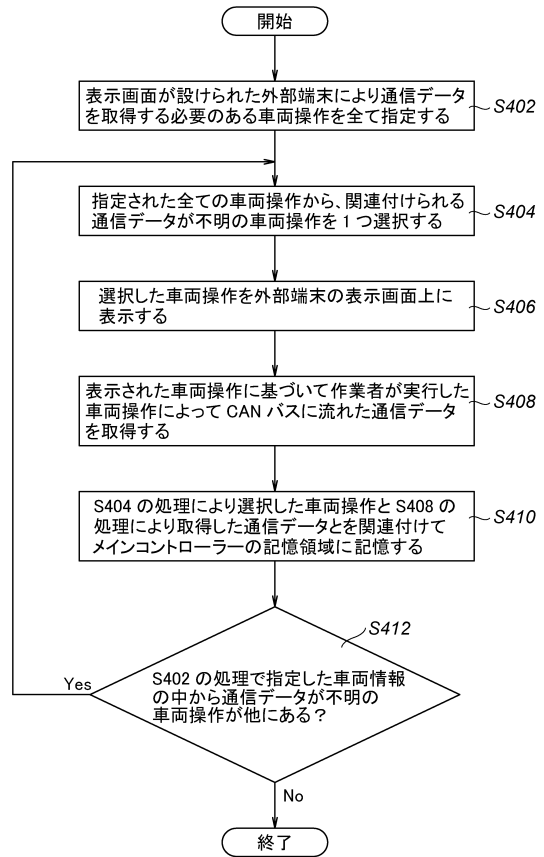 開始
表示画面が設けられた外部端末により通信データ
を取得する必要のある車両操作を全て指定する
S402
指定された全ての車両操作から、関連付けられる
通信データが不明の車両操作を1つ選択する
S404
選択した車両操作を外部端末の表示画面上に
表示する
S406
表示された車両操作に基づいて作業者が実行した
車両操作によって CAN バスに流れた通信データ
を取得する
S408
S404 の処理により選択した車両操作と S408 の
処理により取得した通信データとを関連付けて
メインコントローラーの記憶領域に記憶する
S410
S412
S402 の処理で指定した車両情報
の中から通信データが不明の
車両操作が他にある？
Yes
No
終了